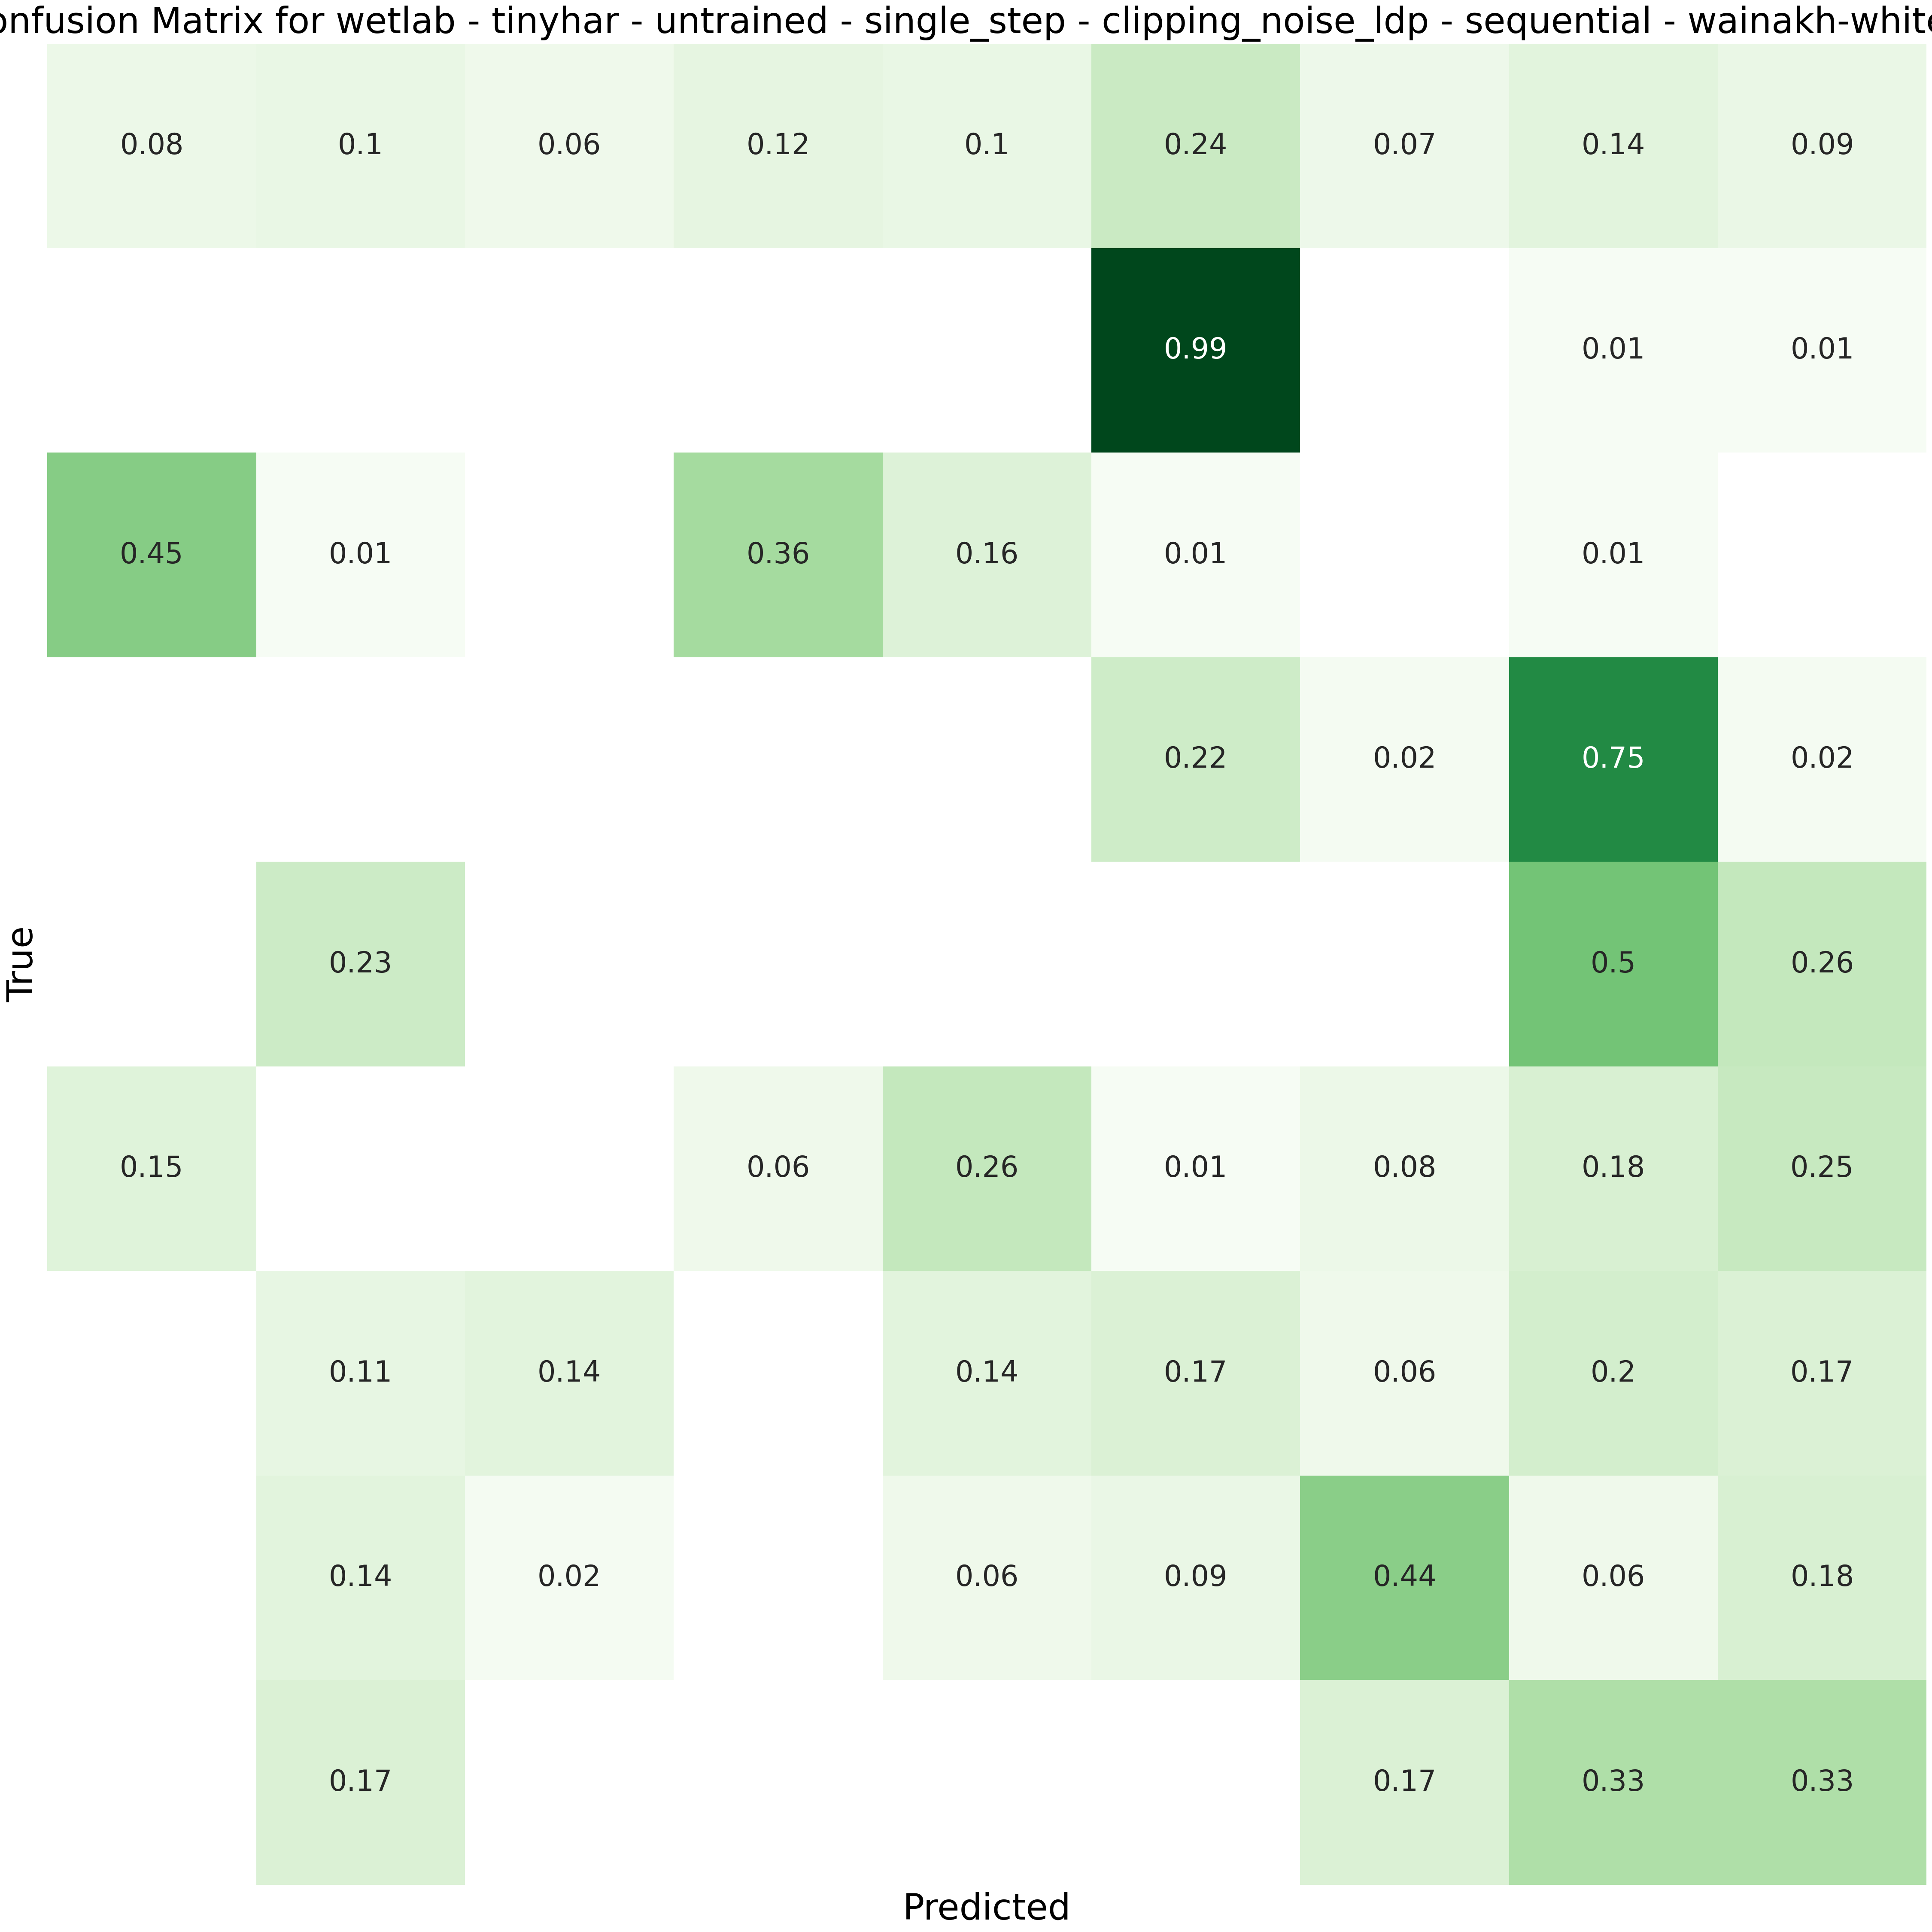 onfusion Matrix for wetlab - tinyhar - untrained - single_step - clipping_noise_ldp - sequential - wainakh-white
0.08 0.1 0.06 0.12 0.1 0.24 0.07 0.14 0.09
0.99 0.01 0.01
0.45 0.01 0.36 0.16 0.01 0.01
0.22 0.02 0.75 0.02
True
0.23 0.5 0.26
0.15 0.06 0.26 0.01 0.08 0.18 0.25
0.11 0.14 0.14 0.17 0.06 0.2 0.17
0.14 0.02 0.06 0.09 0.44 0.06 0.18
0.17 0.17 0.33 0.33
Predicted